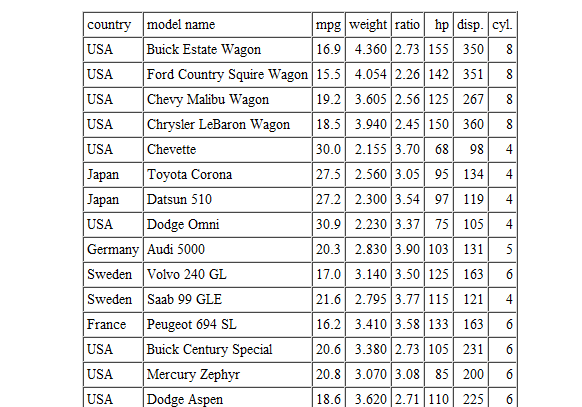 country model name mpg weight ratio hp disp. cyl.
USA Buick Estate Wagon 16.9 4.360 2.73 155 350 8
USA Ford Country Squire Wagon 15.5 4.054 2.26 142 351 8
USA Chevy Malibu Wagon 19.2 3.605 2.56 125 267 8
USA Chrysler LeBaron Wagon 18.5 3.940 2.45 150 360 8
USA Chevette 30.0 2.155 3.70 68 98 4
Japan Toyota Corona 27.5 2.560 3.05 95 134 4
Japan Datsun 510 27.2 2.300 3.54 97 119 4
USA Dodge Omni 30.9 2.230 3.37 75 105 4
Germany Audi 5000 20.3 2.830 3.90 103 131 5
Sweden Volvo 240 GL 17.0 3.140 3.50 125 163 6
Sweden Saab 99 GLE 21.6 2.795 3.77 115 121 4
France Peugeot 694 SL 16.2 3.410 3.58 133 163 6
USA Buick Century Special 20.6 3.380 2.73 105 231 6
USA Mercury Zephyr 20.8 3.070 3.08 85 200 6
USA Dodge Aspen 18.6 3.620 2.71 110 225 6